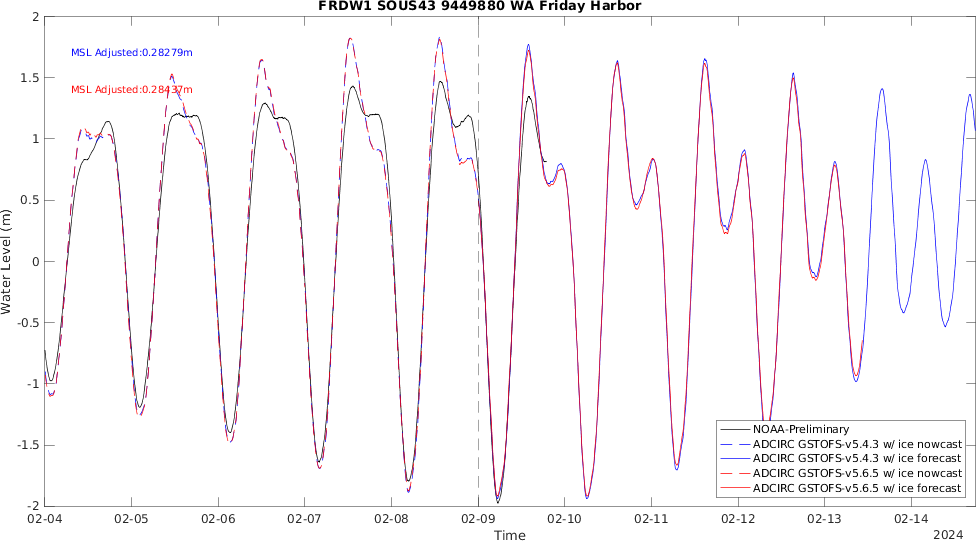 FRDW1 SOUS43 9449880 WA Friday Harbor
2
1.5
1
0.5
0
-0.5
-1
-1.5
-2
Water Level (m)
MSL Adjusted:0.28279m
MSL Adjusted:0.28437m
NOAA-Preliminary
ADCIRC GSTOFS-v5.4.3 w/ ice nowcast
ADCIRC GSTOFS-v5.4.3 w/ ice forecast
ADCIRC GSTOFS-v5.6.5 w/ ice nowcast
ADCIRC GSTOFS-v5.6.5 w/ ice forecast
02-04 02-05 02-06 02-07 02-08 02-09 02-10 02-11 02-12 02-13 02-14
Time
2024